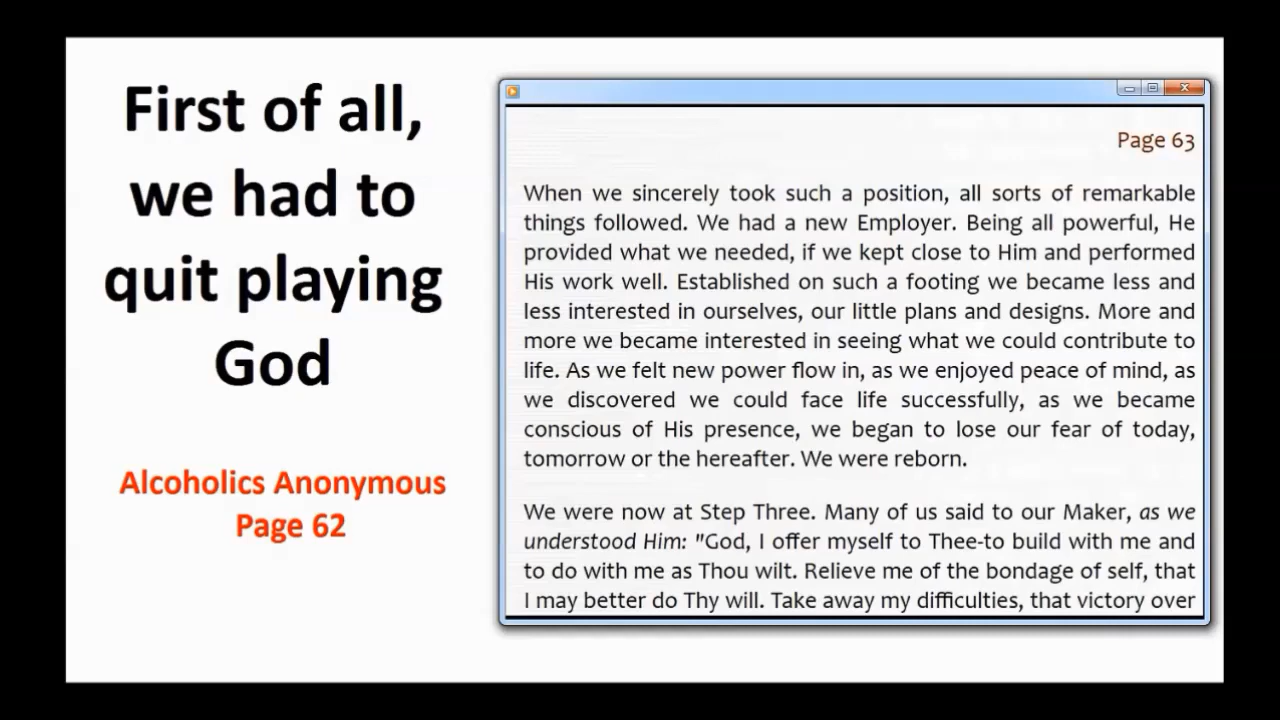 First of all,
we had to
quit playing
God
Alcoholics Anonymous
Page 62
Page 63
When we sincerely took such a position, all sorts of remarkable
things followed. We had a new Employer. Being all powerful, He
provided what we needed, if we kept close to Him and performed
His work well. Established on such a footing we became less and
less interested in ourselves, our little plans and designs. More and
more we became interested in seeing what we could contribute to
life. As we felt new power flow in, as we enjoyed peace of mind, as
we discovered we could face life successfully, as we became
conscious of His presence, we began to lose our fear of today,
tomorrow or the hereafter. We were reborn.
We were now at Step Three. Many of us said to our Maker, as we
understood Him: "God, I offer myself to Thee-to build with me and
to do with me as Thou wilt. Relieve me of the bondage of self, that
I may better do Thy will. Take away my difficulties, that victory over